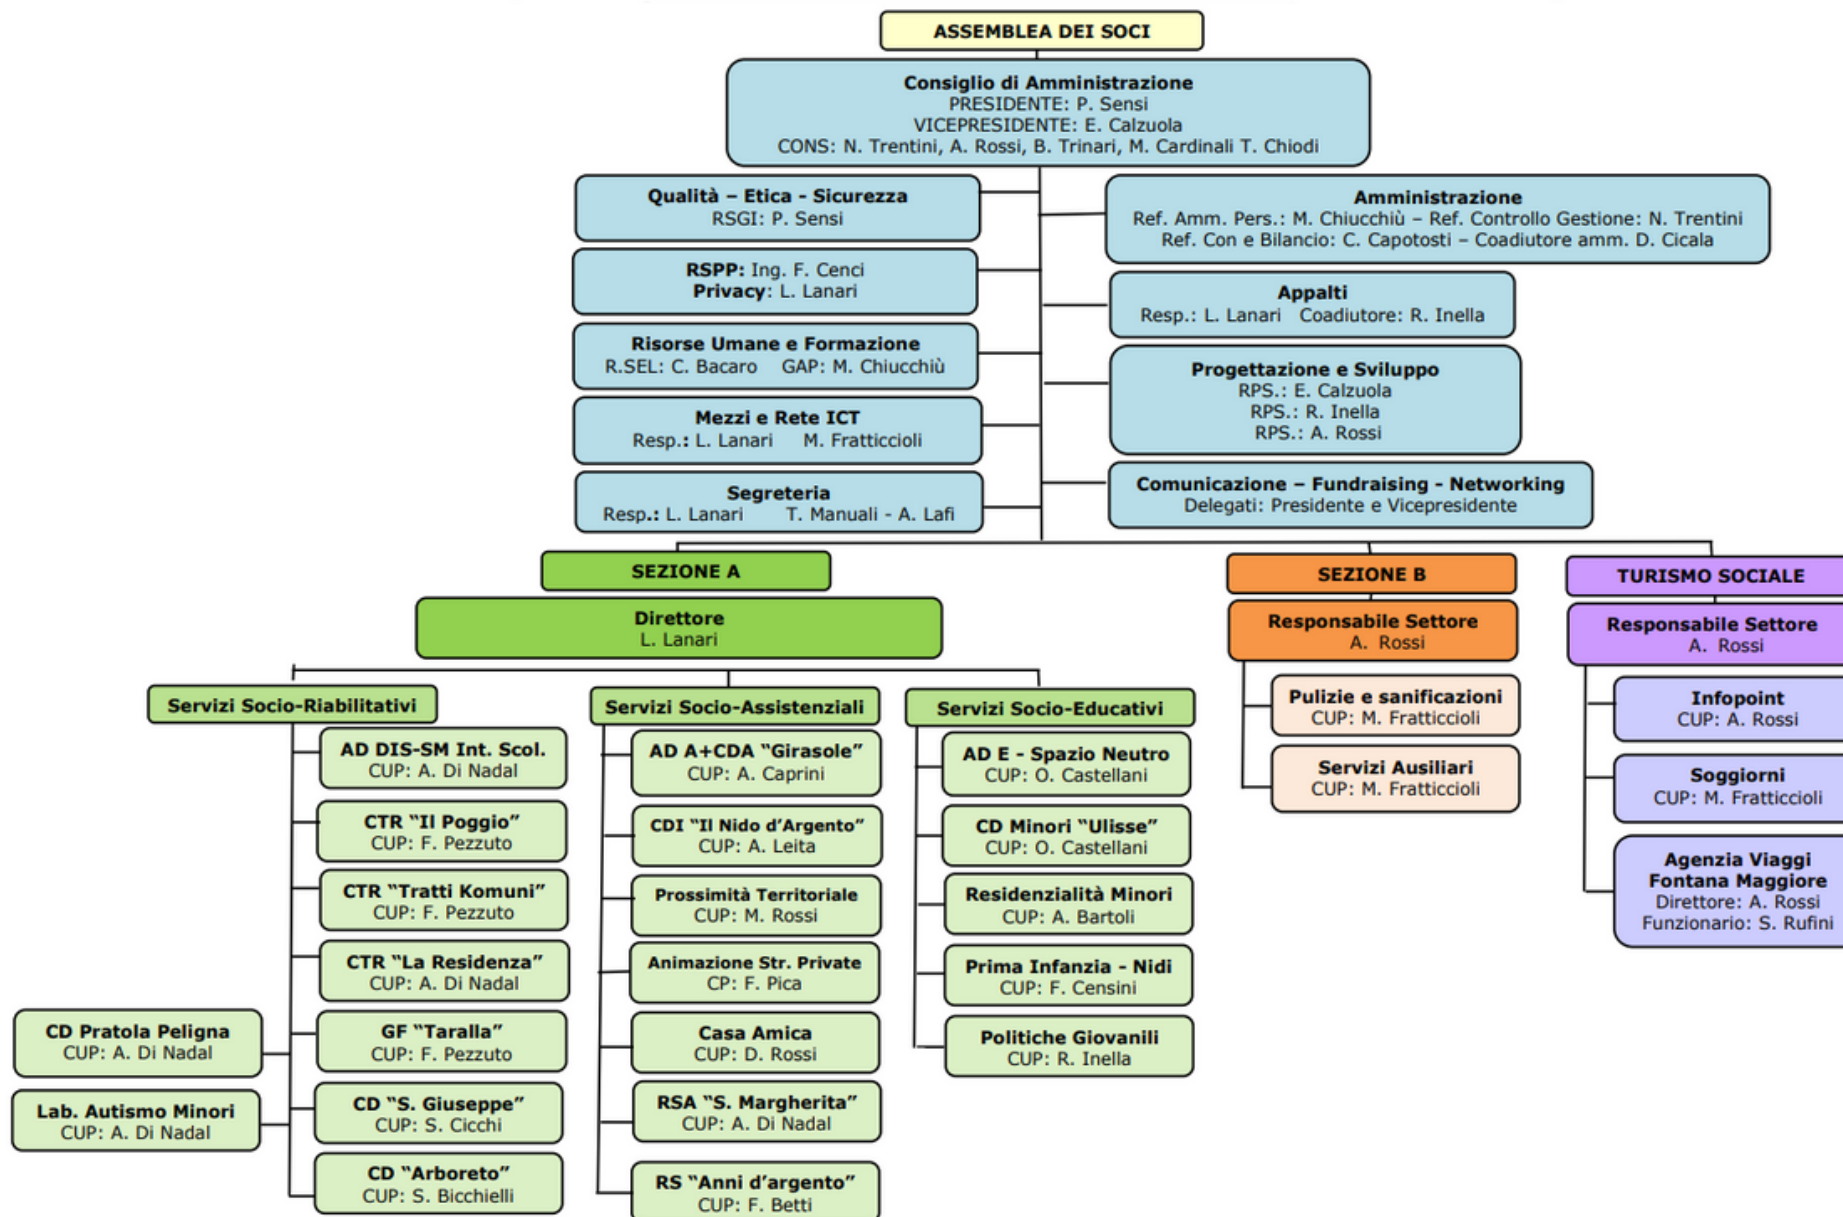 ASSEMBLEA DEI SOCI
Consiglio di Amministrazione
PRESIDENTE: P. Sensi
VICEPRESIDENTE: E. Calzuola
CONS: N. Trentini, A. Rossi, B. Trinari, M. Cardinali T. Chiodi
Qualità – Etica - Sicurezza
RSGI: P. Sensi
RSPP: Ing. F. Cenci
Privacy: L. Lanari
Risorse Umane e Formazione
R.SEL: C. Bacaro GAP: M. Chiucchiù
Mezzi e Rete ICT
Resp.: L. Lanari M. Fratticcioli
Segreteria
Resp.: L. Lanari T. Manuali - A. Lafi
Amministrazione
Ref. Amm. Pers.: M. Chiucchiù – Ref. Controllo Gestione: N. Trentini
Ref. Con e Bilancio: C. Capotosti – Coadiutore amm. D. Cicala
Appalti
Resp.: L. Lanari Coadiutore: R. Inella
Progettazione e Sviluppo
RPS.: E. Calzuola
RPS.: R. Inella
RPS.: A. Rossi
Comunicazione – Fundraising - Networking
Delegati: Presidente e Vicepresidente
SEZIONE A
Direttore
L. Lanari
Servizi Socio-Riabilitativi
AD DIS-SM Int. Scol.
CUP: A. Di Nadal
CTR “Il Poggio”
CUP: F. Pezzuto
CTR “Tratti Komuni”
CUP: F. Pezzuto
CTR “La Residenza”
CUP: A. Di Nadal
CD Pratola Peligna
CUP: A. Di Nadal
GF “Taralla”
CUP: F. Pezzuto
Lab. Autismo Minori
CUP: A. Di Nadal
CD “S. Giuseppe”
CUP: S. Cicchi
CD “Arboreto”
CUP: S. Bicchielli
Servizi Socio-Assistenziali
AD A+CDA “Girasole”
CUP: A. Caprini
CDI “Il Nido d’Argento”
CUP: A. Leita
Prossimità Territoriale
CUP: M. Rossi
Animazione Str. Private
CP: F. Pica
Casa Amica
CUP: D. Rossi
RSA “S. Margherita”
CUP: A. Di Nadal
RS “Anni d’argento”
CUP: F. Betti
Servizi Socio-Educativi
AD E - Spazio Neutro
CUP: O. Castellani
CD Minori “Ulisse”
CUP: O. Castellani
Residenzialità Minori
CUP: A. Bartoli
Prima Infanzia - Nidi
CUP: F. Censini
Politiche Giovanili
CUP: R. Inella
SEZIONE B
Responsabile Settore
A. Rossi
Pulizie e sanificazioni
CUP: M. Fratticcioli
Servizi Ausiliari
CUP: M. Fratticcioli
TURISMO SOCIALE
Responsabile Settore
A. Rossi
Infopoint
CUP: A. Rossi
Soggiorni
CUP: M. Fratticcioli
Agenzia Viaggi
Fontana Maggiore
Direttore: A. Rossi
Funzionario: S. Rufini